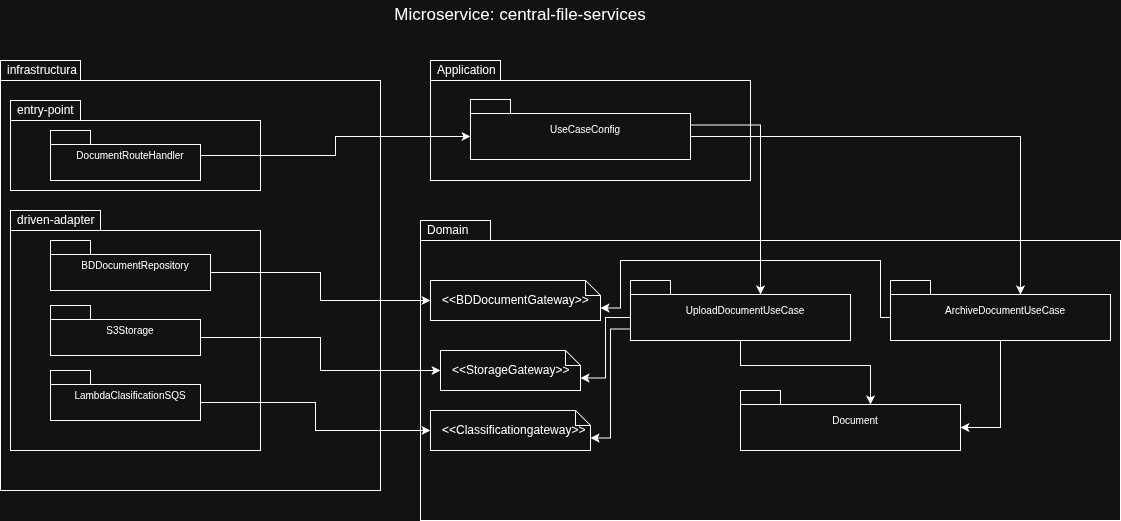 Microservice: central-file-services
infrastructura
entry-point
DocumentRouteHandler
driven-adapter
BDDocumentRepository
S3Storage
LambdaClasificationSQS
Application
UseCaseConfig
Domain
<<BDDocumentGateway>>
<<StorageGateway>>
<<Classificationgateway>>
UploadDocumentUseCase
ArchiveDocumentUseCase
Document